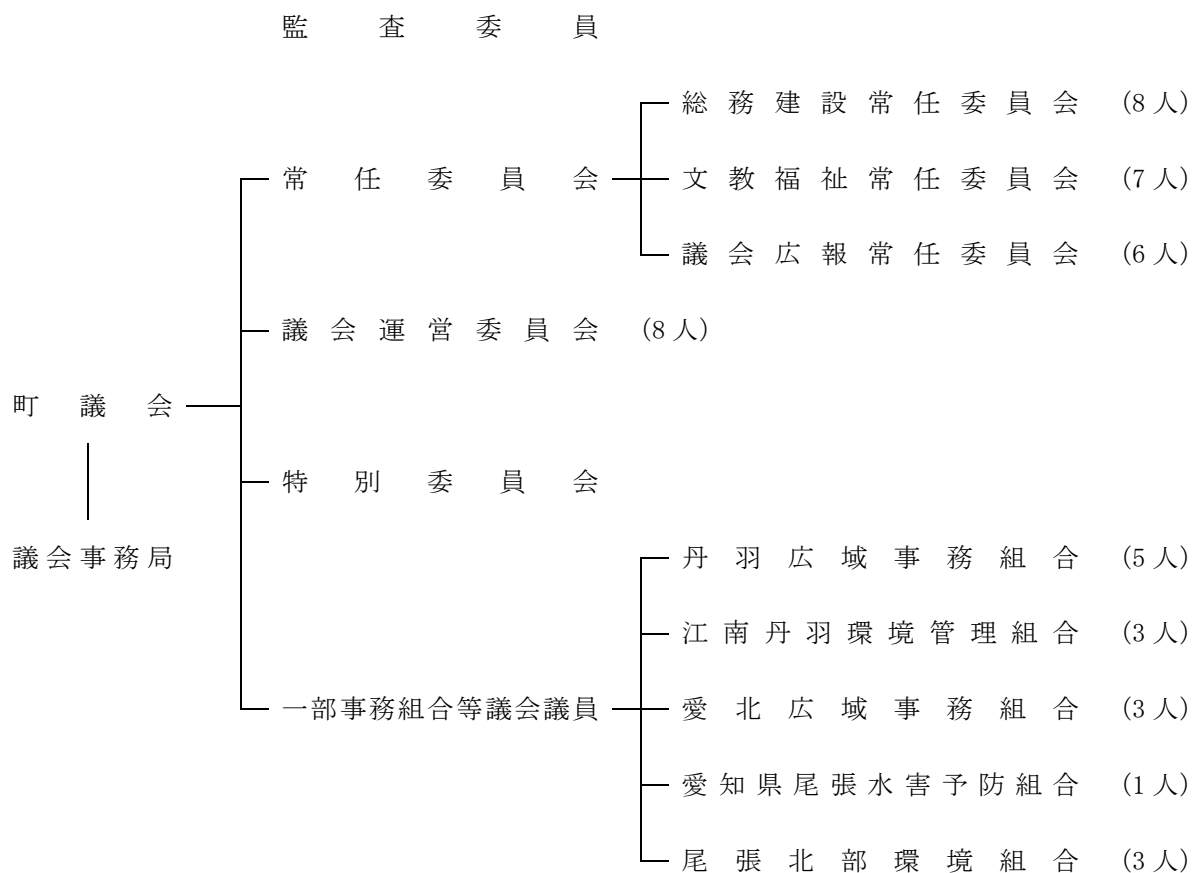 監査委員
総務建設常任委員会 (8人)
常任委員会
文教福祉常任委員会 (7人)
議会広報常任委員会 (6人)
議会運営委員会 (8人)
町議会
特別委員会
議会事務局
丹羽広域事務組合 (5人)
江南丹羽環境管理組合 (3人)
一部事務組合等議会議員
愛北広域事務組合 (3人)
愛知県尾張水害予防組合 (1人)
尾張北部環境組合 (3人)